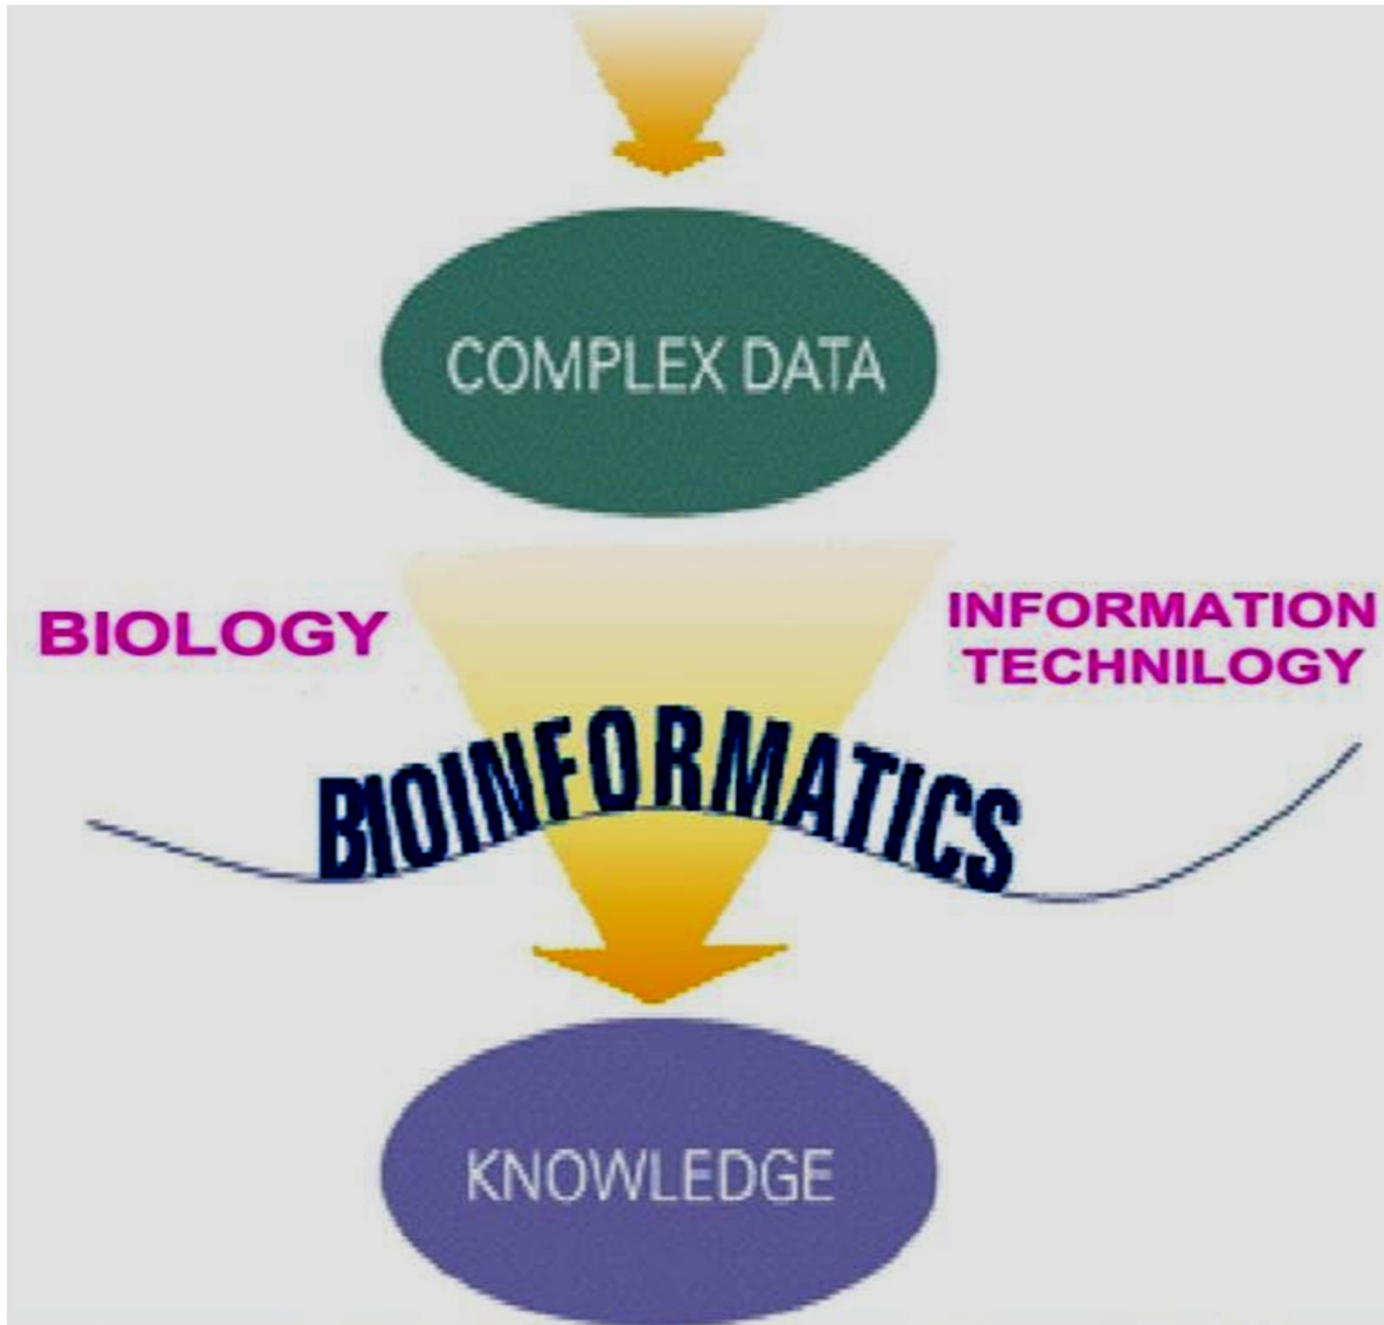 COMPLEX DATA
BIOLOGY
INFORMATION
TECHNILOGY
BIOINFORMATICS
KNOWLEDGE